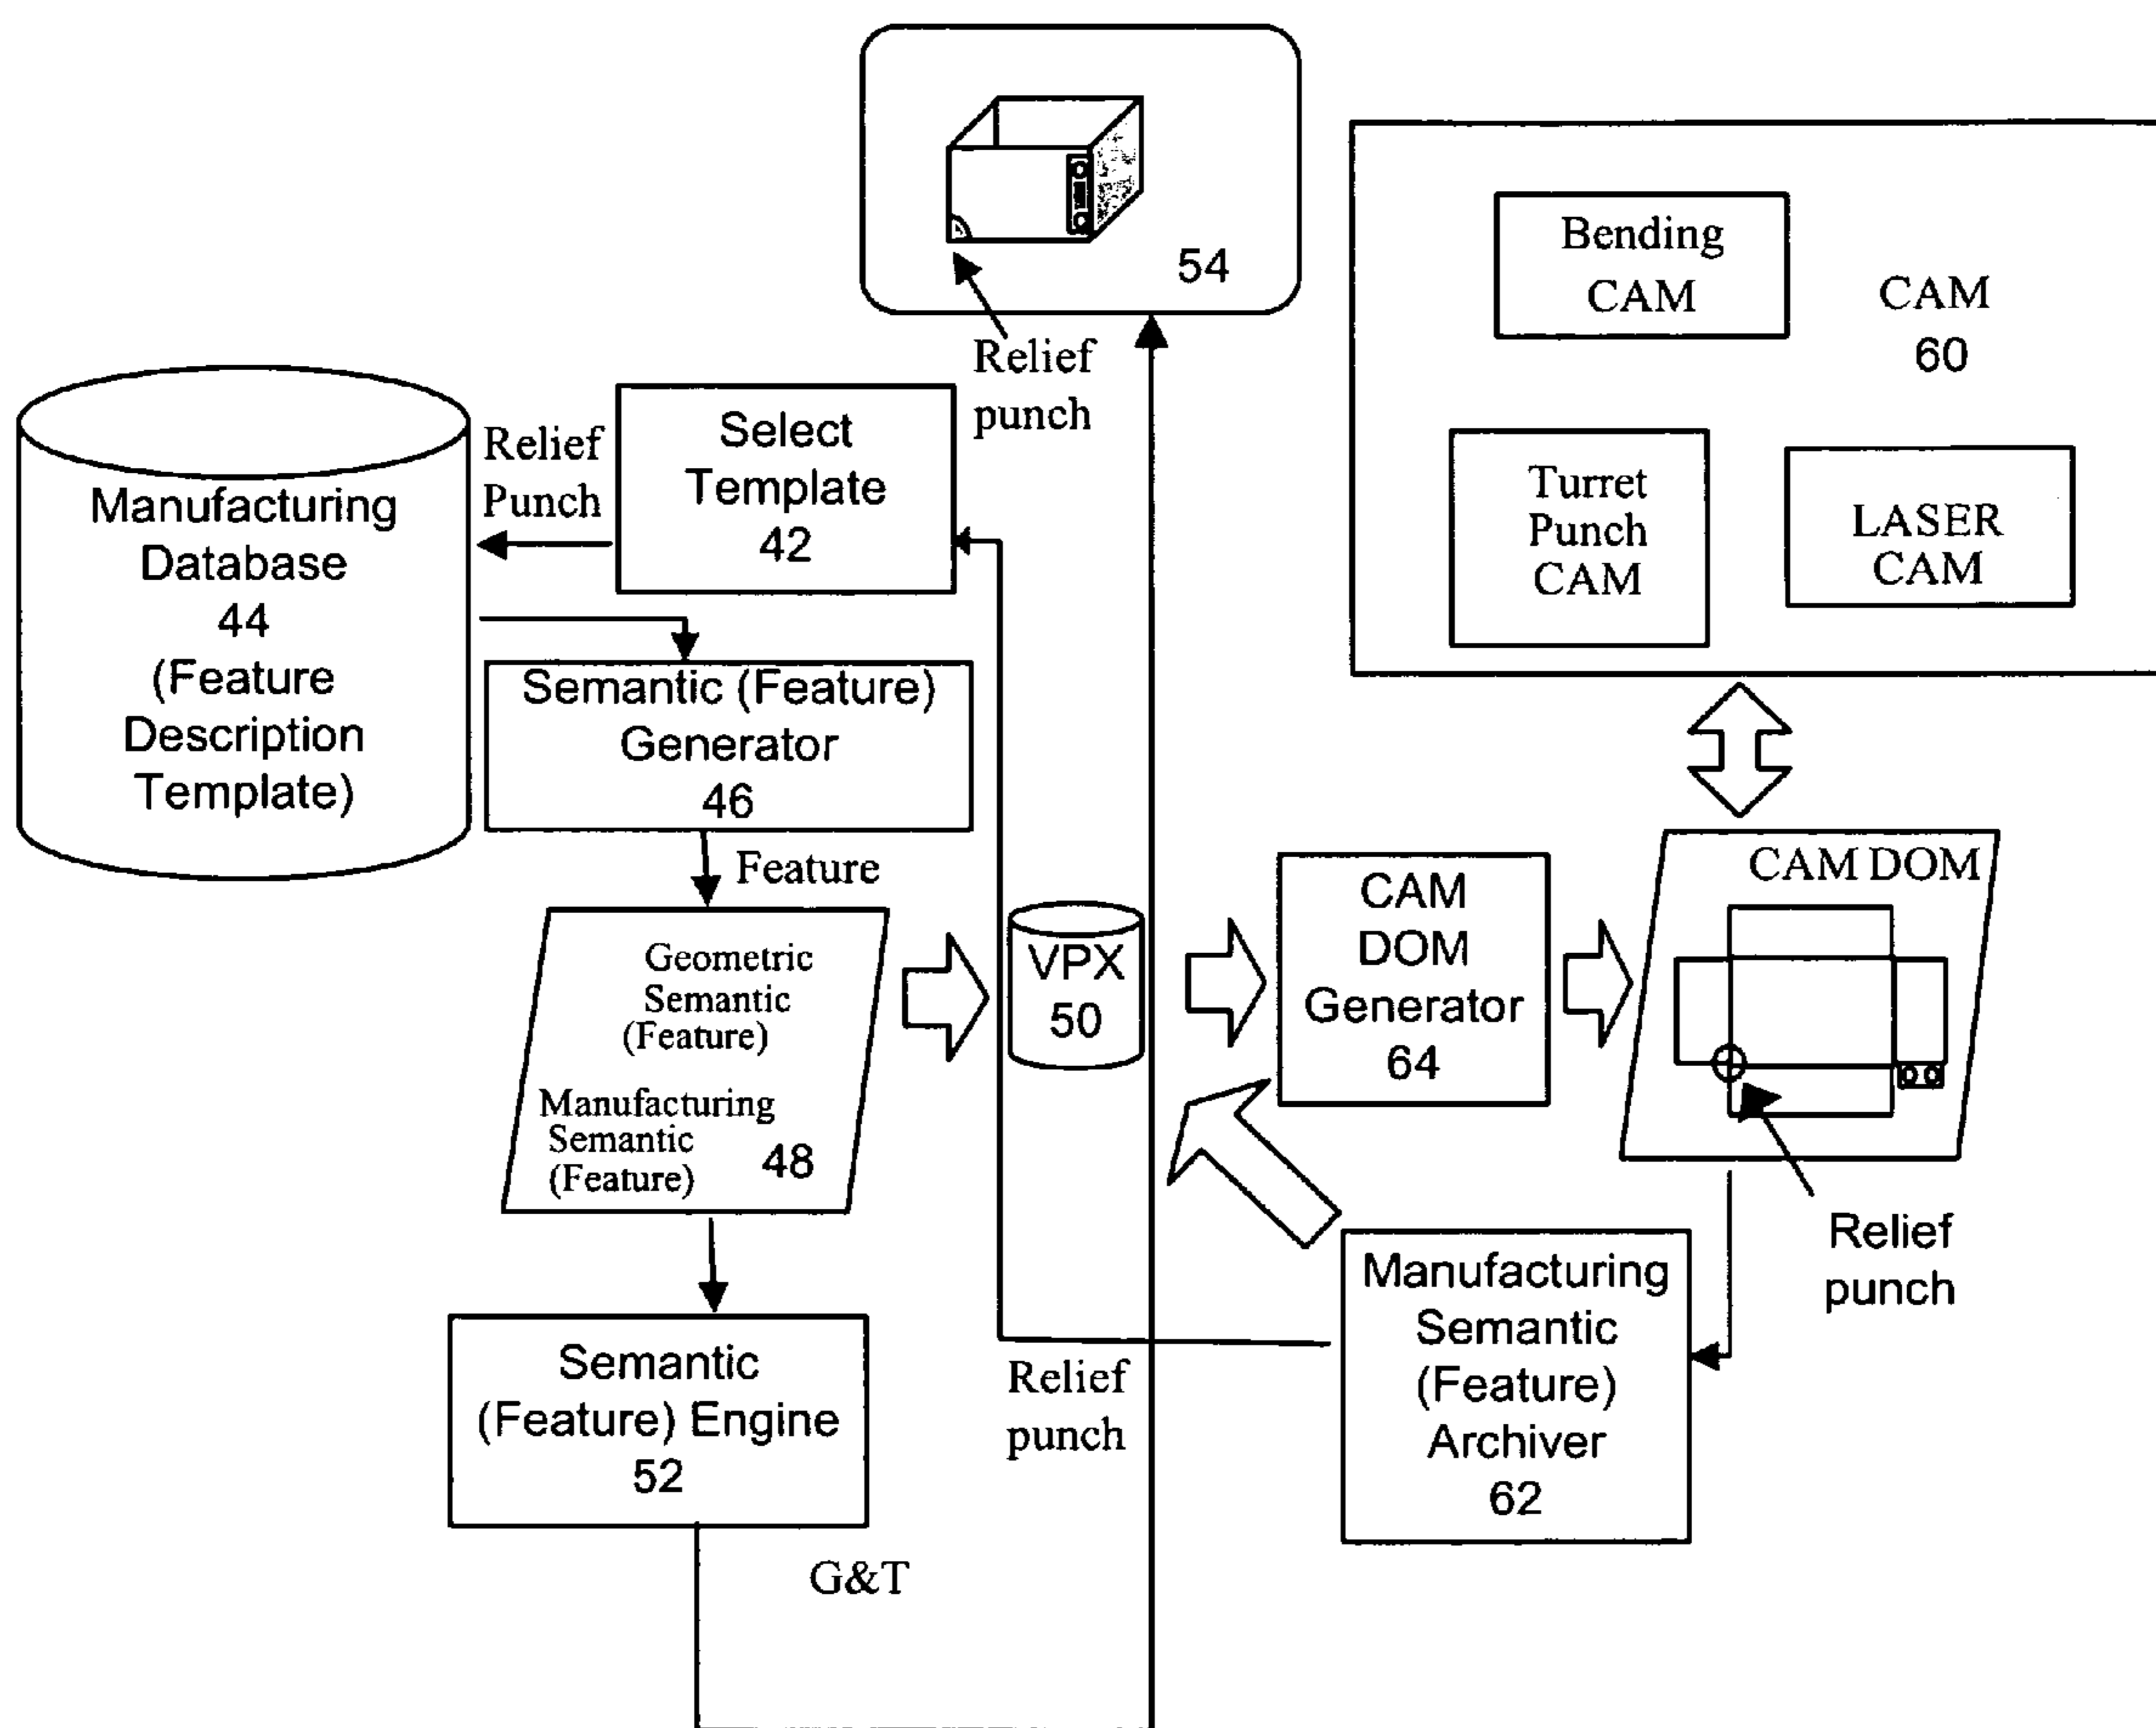 54
Relief
punch
Bending
CAM
CAM
60
Turret
Punch
CAM
LASER
CAM
Manufacturing
Database
44
(Feature
Description
Template)
Relief
Punch
Select
Template
42
Semantic (Feature)
Generator
46
Feature
Geometric
Semantic
(Feature)
Manufacturing
Semantic
(Feature)
48
VPX
50
CAM
DOM
Generator
64
CAM DOM
Relief
punch
Semantic
(Feature) Engine
52
Relief
punch
Manufacturing
Semantic
(Feature)
Archiver
62
G&T